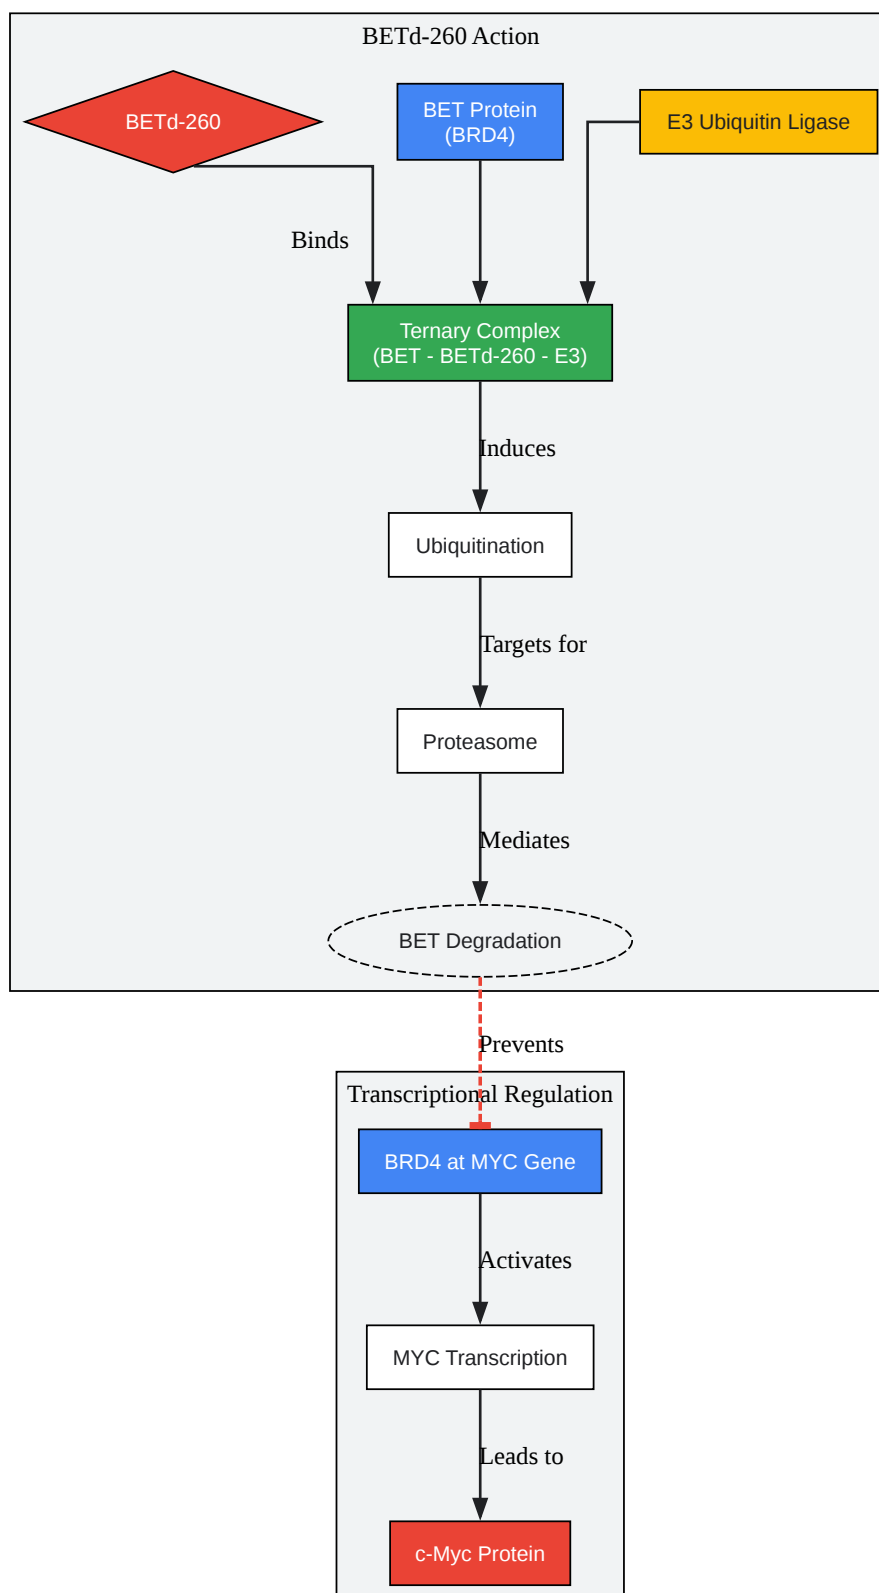 BETd-260 Action
BETd-260
BET Protein
(BRD4)
E3 Ubiquitin Ligase
Binds
Ternary Complex
(BET - BETd-260 - E3)
Induces
Ubiquitination
Targets for
Proteasome
Mediates
BET Degradation
Prevents
Transcriptional Regulation
BRD4 at MYC Gene
Activates
MYC Transcription
Leads to
c-Myc Protein